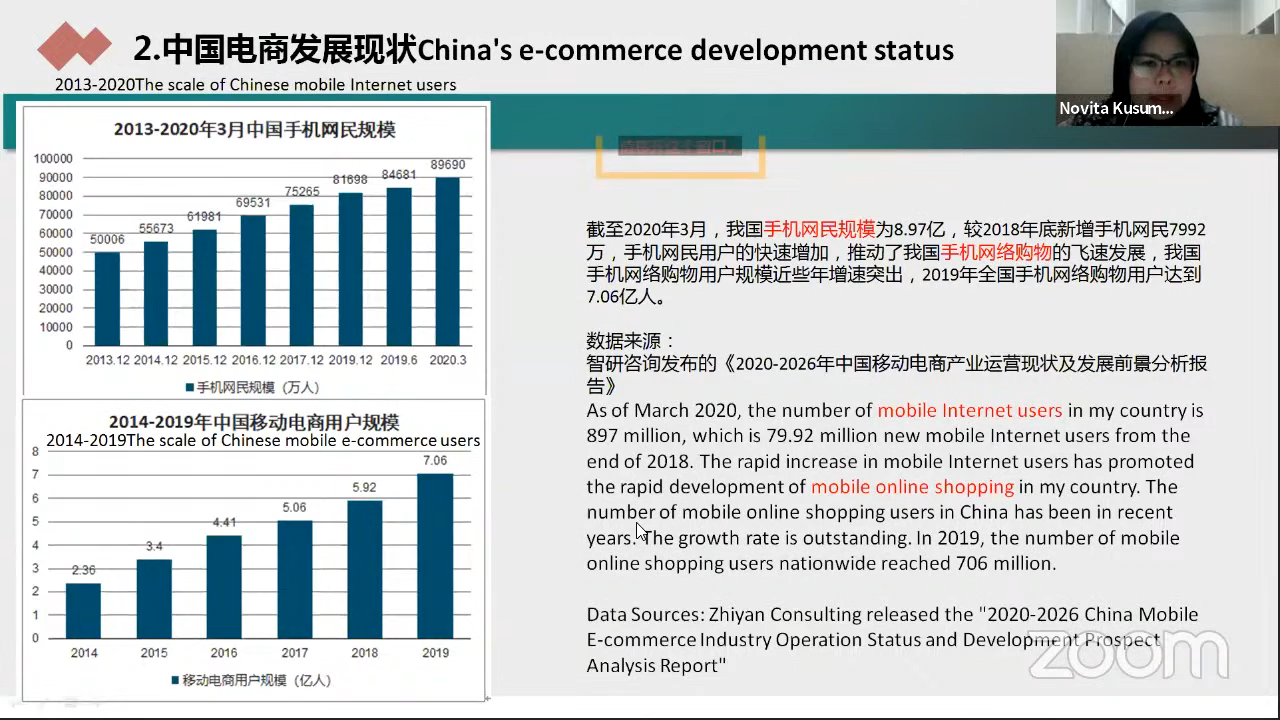 2.中国电商发展现状China's e-commerce development status
2013-2020The scale of Chinese mobile Internet users
Novita Kusum...
2013-2020年3月中国手机网民规模
100000
90000
80000
70000
60000
50000
40000
30000
20000
10000
0
50006
55673
61981
69531
75265
81698
84681
89690
2013.12 2014.12 2015.12 2016.12 2017.12 2019.12 2019.6 2020.3
手机网民规模（万人）
2014-2019年中国移动电商用户规模
2014-2019The scale of Chinese mobile e-commerce users
8
7
6
5
4
3
2
1
0
2.36
3.4
4.41
5.06
5.92
7.06
2014 2015 2016 2017 2018 2019
移动电商用户规模（亿人）
截至2020年3月，我国手机网民规模为8.97亿，较2018年底新增手机网民7992
万，手机网民用户的快速增加，推动了我国手机网络购物的飞速发展，我国
手机网络购物用户规模近些年增速突出，2019年全国手机网络购物用户达到
7.06亿人。
数据来源：
智研咨询发布的《2020-2026年中国移动电商产业运营现状及发展前景分析报
告》
As of March 2020, the number of mobile Internet users in my country is
897 million, which is 79.92 million new mobile Internet users from the
end of 2018. The rapid increase in mobile Internet users has promoted
the rapid development of mobile online shopping in my country. The
number of mobile online shopping users in China has been in recent
years. The growth rate is outstanding. In 2019, the number of mobile
online shopping users nationwide reached 706 million.
Data Sources: Zhiyan Consulting released the "2020-2026 China Mobile
E-commerce Industry Operation Status and Development Prospect
Analysis Report"
zoom